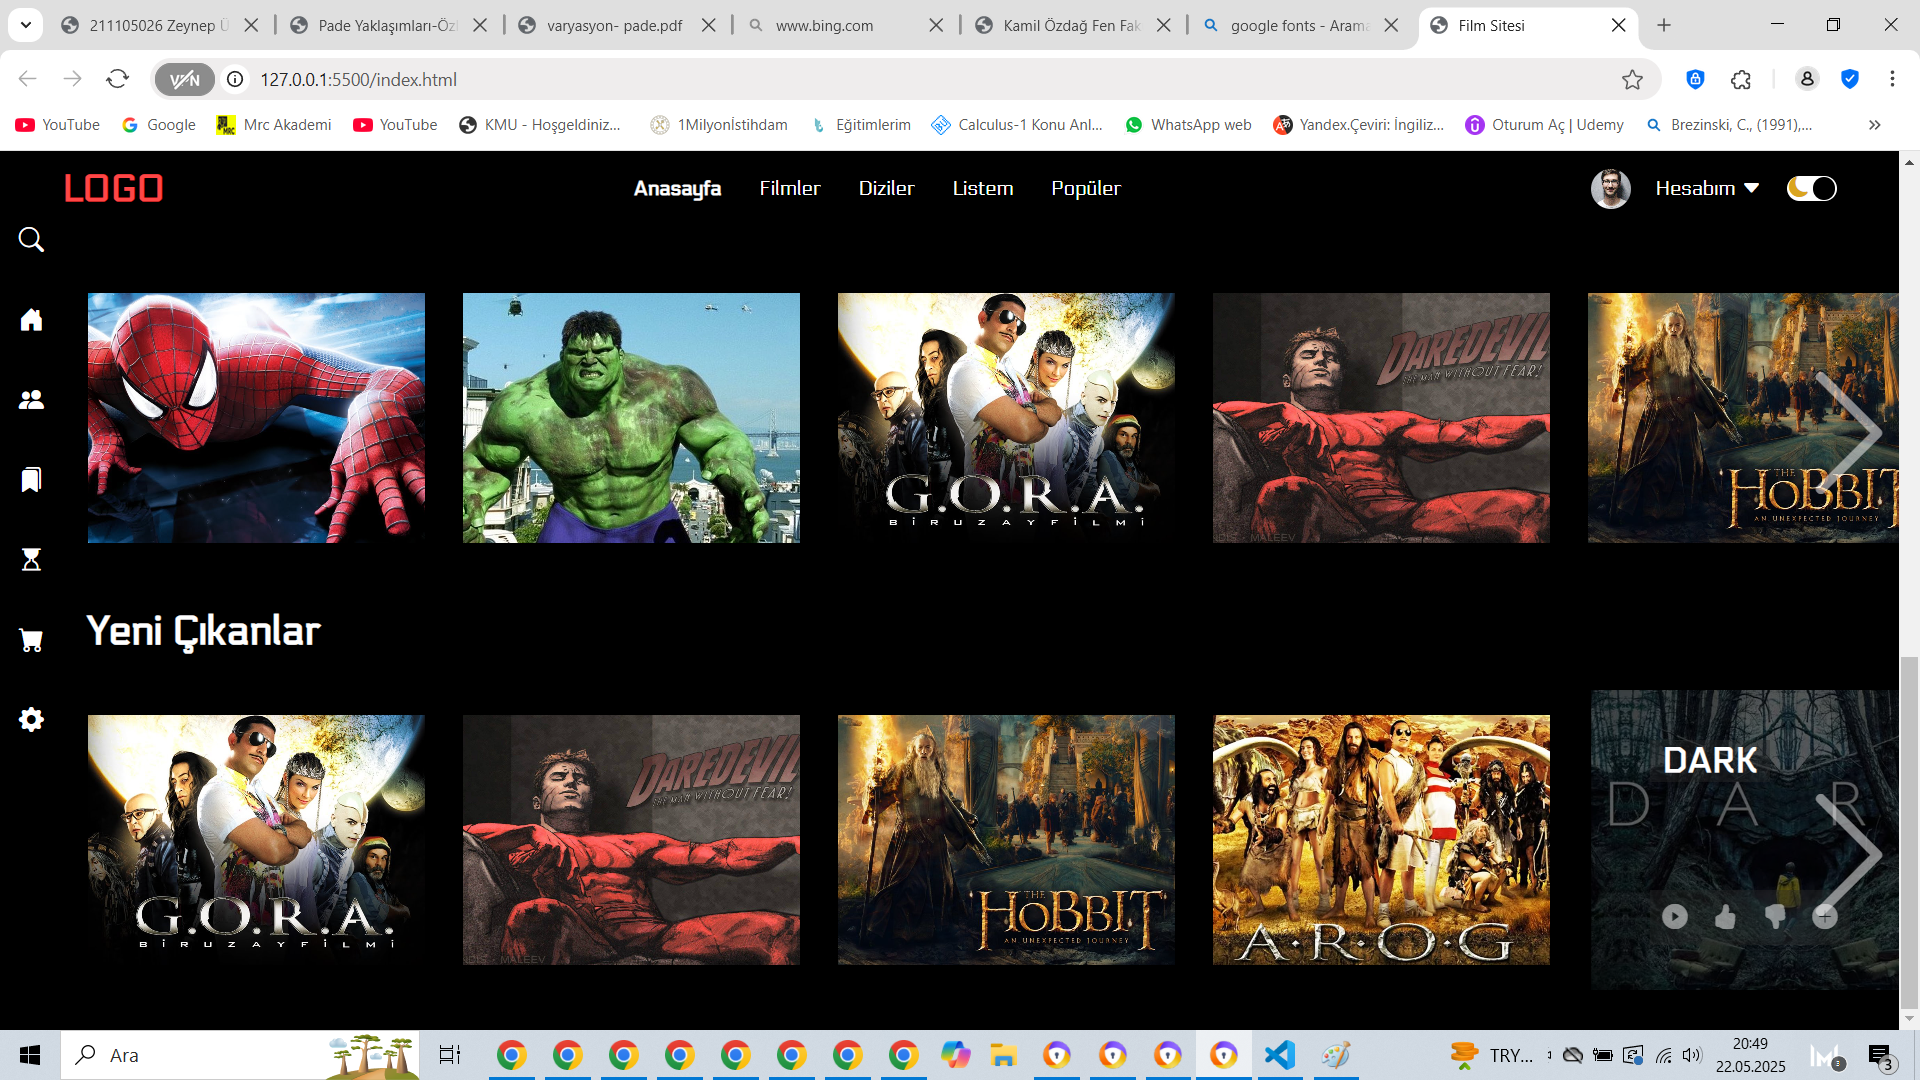 211105026 Zeynep Ü
Pade Yaklaşımları-Özl
varyasyon- pade.pdf
www.bing.com
Kamil Özdağ Fen Fak
google fonts - Arama
Film Sitesi
VPN
127.0.0.1:5500/index.html
YouTube
Google
Mrc Akademi
YouTube
KMU - Hoşgeldiniz...
1Milyonİstihdam
Eğitimlerim
Calculus-1 Konu Anl...
WhatsApp web
Yandex.Çeviri: İngiliz...
Oturum Aç | Udemy
Brezinski, C., (1991),...
LOGO
Anasayfa
Filmler
Diziler
Listem
Popüler
Hesabım
G.O.R.A.
BİR UZAY FİLMİ
DAREDEVIL
THE MAN WITHOUT FEAR!
MALEEV
THE
HOBBIT
AN UNEXPECTED JOURNEY
Yeni Çıkanlar
G.O.R.A.
BİR UZAY FİLMİ
DAREDEVIL
THE MAN WITHOUT FEAR!
MALEEV
THE
HOBBIT
AN UNEXPECTED JOURNEY
A.R.O.G
DARK
D A R
Ara
TRY...
20:49
22.05.2025
3